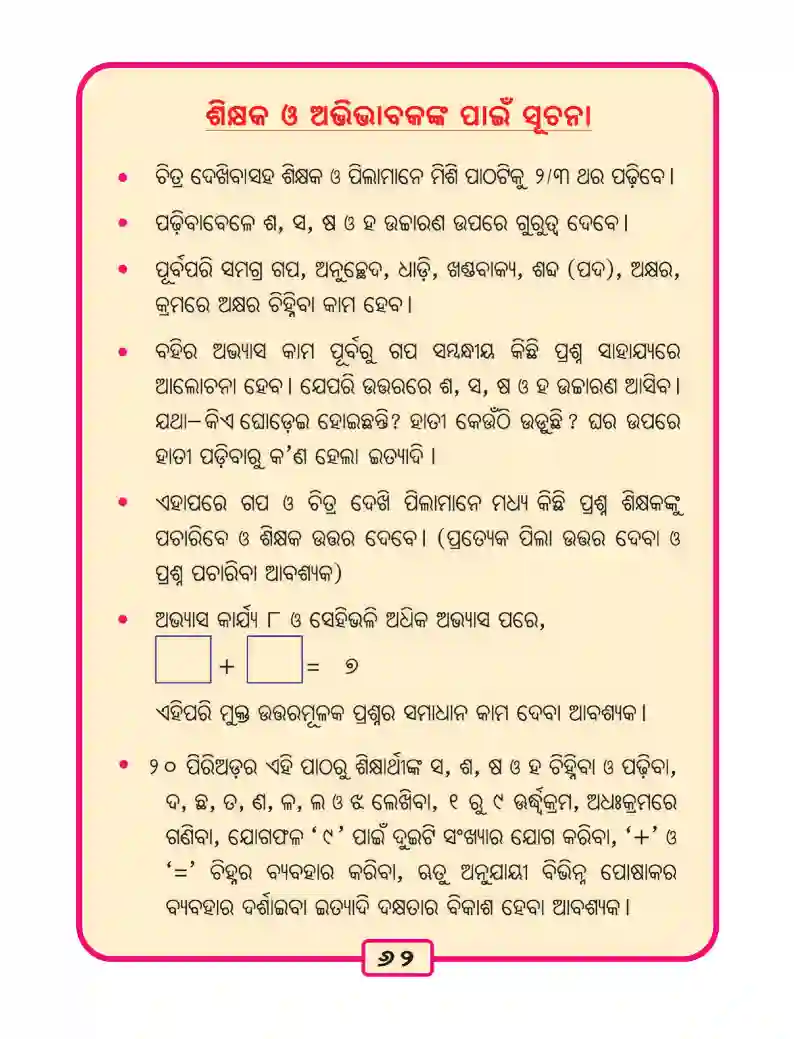 ଶିକ୍ଷକ ଓ ଅଭିଭାବକଙ୍କ ପାଇଁ ସୂଚନା
• ଚିତ୍ର ଦେଖିବାସହ ଶିକ୍ଷକ ଓ ପିଲାମାନେ ମିଶି ପାଠଟିକୁ ୨/୩ ଥର ପଢ଼ିବେ।
• ପଢ଼ିବାବେଳେ ଶ, ସ, ଷ ଓ ହ ଉଚ୍ଚାରଣ ଉପରେ ଗୁରୁତ୍ୱ ଦେବେ।
• ପୂର୍ବପରି ସମଗ୍ର ଗପ, ଅନୁଚ୍ଛେଦ, ଧାଡ଼ି, ଖଣ୍ଡବାକ୍ୟ, ଶବ୍ଦ (ପଦ), ଅକ୍ଷର,
କ୍ରମରେ ଅକ୍ଷର ଚିହ୍ନିବା କାମ ହେବ।
• ବହିର ଅଭ୍ୟାସ କାମ ପୂର୍ବରୁ ଗପ ସମ୍ବନ୍ଧୀୟ କିଛି ପ୍ରଶ୍ନ ସାହାଯ୍ୟରେ
ଆଲୋଚନା ହେବ। ଯେପରି ଉତ୍ତରରେ ଶ, ସ, ଷ ଓ ହ ଉଚ୍ଚାରଣ ଆସିବ।
ଯଥା– କିଏ ଘୋଡ଼େଇ ହୋଇଛନ୍ତି? ହାତୀ କେଉଁଠି ଉଡୁଛି? ଘର ଉପରେ
ହାତୀ ପଡ଼ିବାରୁ କ'ଣ ହେଲା ଇତ୍ୟାଦି।
• ଏହାପରେ ଗପ ଓ ଚିତ୍ର ଦେଖି ପିଲାମାନେ ମଧ୍ୟ କିଛି ପ୍ରଶ୍ନ ଶିକ୍ଷକଙ୍କୁ
ପଚାରିବେ ଓ ଶିକ୍ଷକ ଉତ୍ତର ଦେବେ। (ପ୍ରତ୍ୟେକ ପିଲା ଉତ୍ତର ଦେବା ଓ
ପ୍ରଶ୍ନ ପଚାରିବା ଆବଶ୍ୟକ)
• ଅଭ୍ୟାସ କାର୍ଯ୍ୟ ୮ ଓ ସେହିଭଳି ଅଧିକ ଅଭ୍ୟାସ ପରେ,
+ = ୭
ଏହିପରି ମୁକ୍ତ ଉତ୍ତରମୂଳକ ପ୍ରଶ୍ନର ସମାଧାନ କାମ ଦେବା ଆବଶ୍ୟକ।
• ୨୦ ପିରିଅଡ଼ର ଏହି ପାଠରୁ ଶିକ୍ଷାର୍ଥୀଙ୍କ ସ, ଶ, ଷ ଓ ହ ଚିହ୍ନିବା ଓ ପଢ଼ିବା,
ଦ, ଛ, ତ, ଣ, ଳ, ଲ ଓ ଝ ଲେଖିବା, ୧ ରୁ ୯ ଊର୍ଦ୍ଧ୍ୱକ୍ରମ, ଅଧଃକ୍ରମରେ
ଗଣିବା, ଯୋଗଫଳ ‘୯’ ପାଇଁ ଦୁଇଟି ସଂଖ୍ୟାର ଯୋଗ କରିବା, ‘+’ ଓ
‘=’ ଚିହ୍ନର ବ୍ୟବହାର କରିବା, ଋତୁ ଅନୁଯାୟୀ ବିଭିନ୍ନ ପୋଷାକର
ବ୍ୟବହାର ଦର୍ଶାଇବା ଇତ୍ୟାଦି ଦକ୍ଷତାର ବିକାଶ ହେବା ଆବଶ୍ୟକ।
୬୨